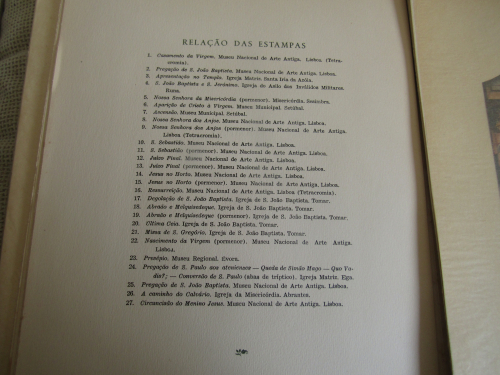 RELAÇÃO DAS ESTAMPAS
1. Casamento da Virgem. Museu Nacional de Arte Antiga. Lisboa. (Tetra-
cromia).
2. Pregação de S. João Baptista. Museu Nacional de Arte Antiga. Lisboa.
3. Apresentação no Templo. Igreja Matriz. Santa Iria da Azóia.
4. S. João Baptista e S. Jerónimo. Igreja do Asilo dos Inválidos Militares.
Runa.
5. Nossa Senhora da Misericórdia (pormenor). Misericórdia. Sesimbra.
6. Aparição de Cristo à Virgem. Museu Municipal. Setúbal.
7. Ascensão. Museu Municipal. Setúbal.
8. Nossa Senhora dos Anjos. Museu Nacional de Arte Antiga. Lisboa.
9. Nossa Senhora dos Anjos (pormenor). Museu Nacional de Arte Antiga.
Lisboa (Tetracromia).
10. S. Sebastião. Museu Nacional de Arte Antiga. Lisboa.
11. S. Sebastião (pormenor). Museu Nacional de Arte Antiga. Lisboa.
12. Juízo Final. Museu Nacional de Arte Antiga. Lisboa.
13. Juízo Final (pormenor). Museu Nacional de Arte Antiga. Lisboa.
14. Jesus no Horto. Museu Nacional de Arte Antiga. Lisboa.
15. Jesus no Horto (pormenor). Museu Nacional de Arte Antiga. Lisboa.
16. Ressurreição. Museu Nacional de Arte Antiga. Lisboa (Tetracromia).
17. Degolação de S. João Baptista. Igreja de S. João Baptista, Tomar.
18. Abraão e Melquisedeque. Igreja de S. João Baptista, Tomar.
19. Abraão e Melquisedeque (pormenor). Igreja de S. João Baptista, Tomar.
20. Última Ceia. Igreja de S. João Baptista, Tomar.
21. Missa de S. Gregório. Igreja de S. João Baptista, Tomar.
22. Nascimento da Virgem (pormenor). Museu Nacional de Arte Antiga.
Lisboa.
23. Presépio. Museu Regional. Évora.
24. Pregação de S. Paulo aos atenienses — Queda de Simão Mago — Quo Va-
dis?; — Conversão de S. Paulo (abas de tríptico). Igreja Matriz. Ega.
25. Pregação de S. João Baptista. Museu Nacional de Arte Antiga. Lisboa.
26. A caminho do Calvário. Igreja da Misericórdia. Abrantes.
27. Circuncisão do Menino Jesus. Museu Nacional de Arte Antiga. Lisboa.